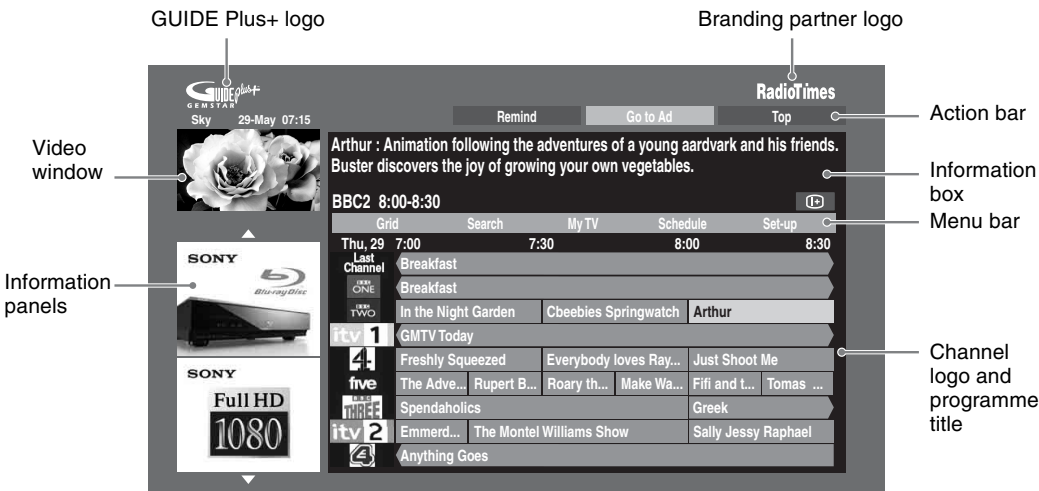 GUIDE Plus+ logo
Branding partner logo
GUIDE Plus+
GEMSTAR
RadioTimes
Sky 29-May 07:15
Remind Go to Ad Top
Action bar
Video window
Arthur : Animation following the adventures of a young aardvark and his friends.
Buster discovers the joy of growing your own vegetables.
Information box
BBC2 8:00-8:30
i+
Grid Search My TV Schedule Set-up
Menu bar
Thu, 29 7:00 7:30 8:00 8:30
Last Channel
Breakfast
BBC ONE
Breakfast
BBC TWO
In the Night Garden Cbeebies Springwatch Arthur
itv 1
GMTV Today
4
Freshly Squeezed Everybody loves Ray... Just Shoot Me
five
The Adve... Rupert B... Roary th... Make Wa... Fifi and t... Tomas ...
BBC THREE
Spendaholics Greek
itv 2
Emmerd... The Montel Williams Show Sally Jessy Raphael
4
Anything Goes
Information panels
SONY
Blu-ray Disc
SONY
Full HD
1080
Channel logo and programme title